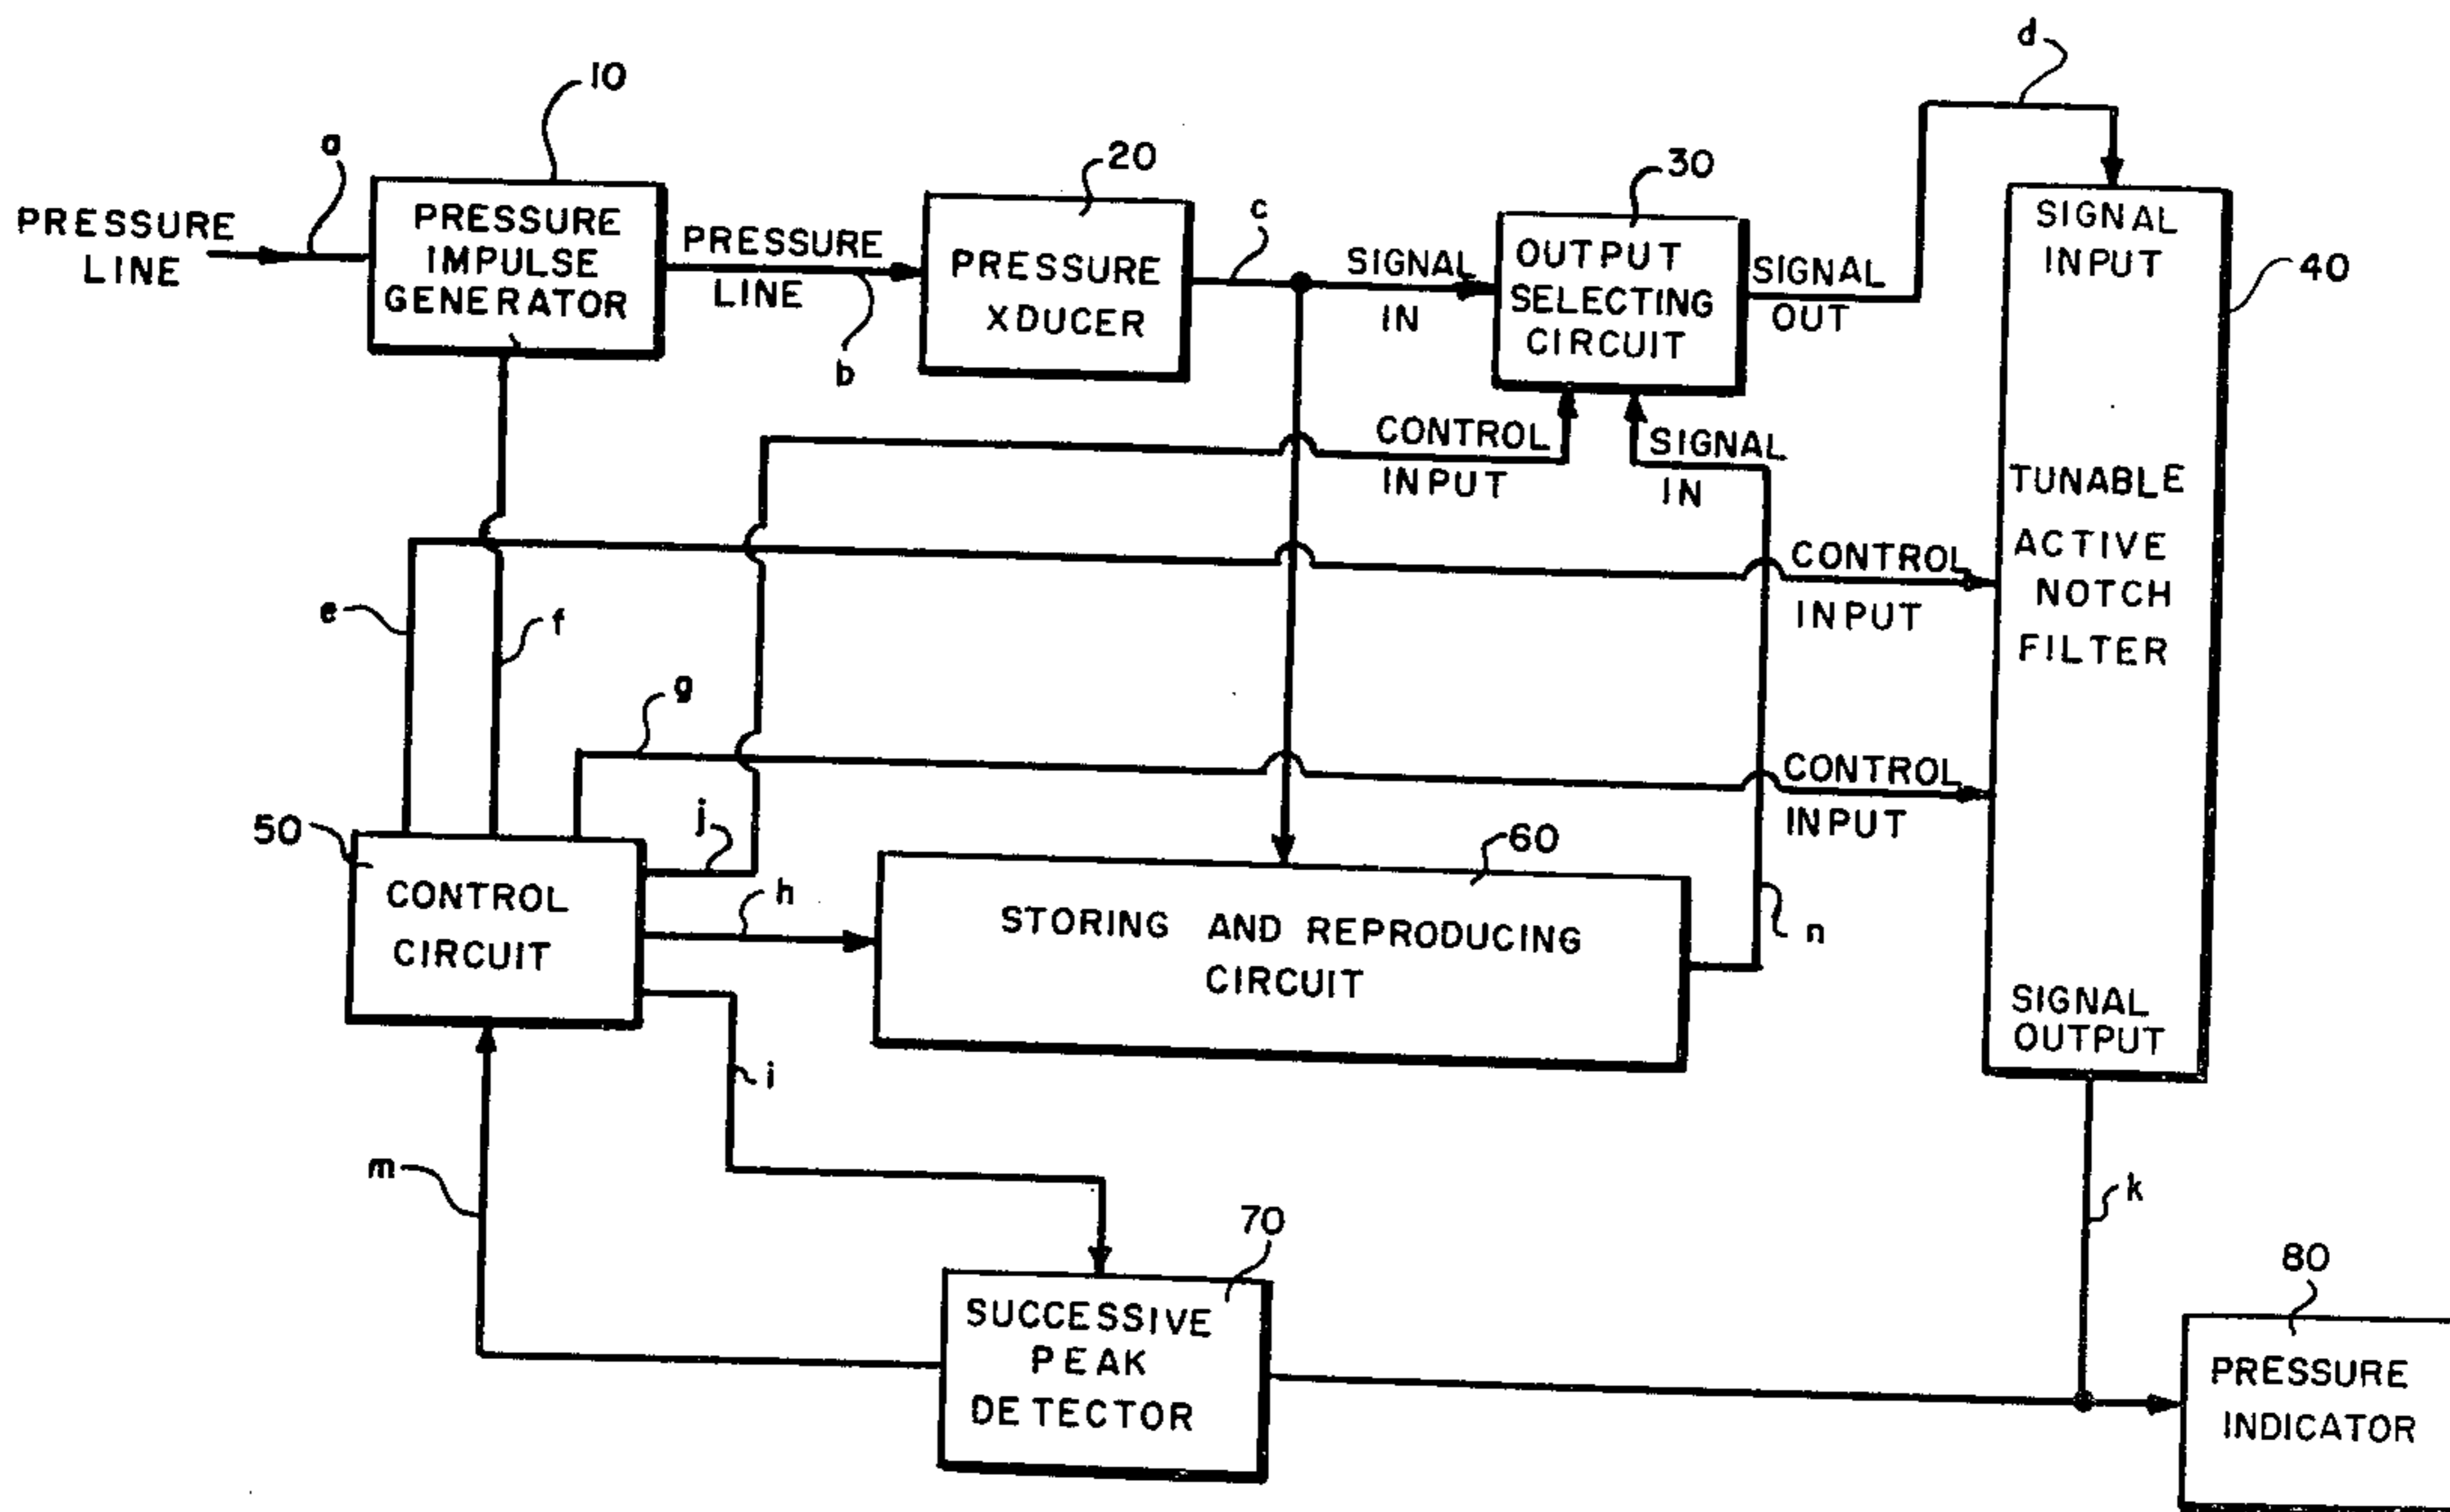 d
10
a
20
30
PRESSURE
LINE
PRESSURE
IMPULSE
GENERATOR
PRESSURE
LINE
b
PRESSURE
XDUCER
c
SIGNAL
IN
OUTPUT
SELECTING
CIRCUIT
SIGNAL
OUT
SIGNAL
INPUT
40
CONTROL
INPUT
SIGNAL
IN
TUNABLE
ACTIVE
NOTCH
FILTER
CONTROL
INPUT
e
f
g
CONTROL
INPUT
50
CONTROL
CIRCUIT
j
h
60
STORING AND REPRODUCING
CIRCUIT
n
SIGNAL
OUTPUT
i
m
k
70
SUCCESSIVE
PEAK
DETECTOR
80
PRESSURE
INDICATOR